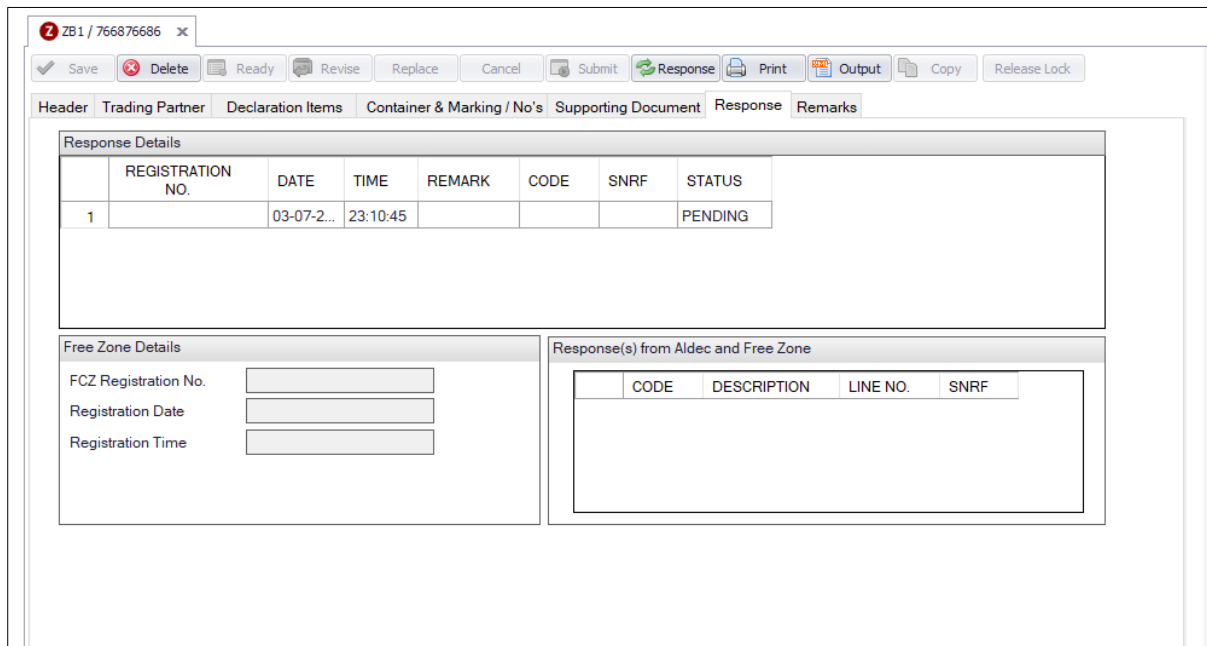 Z ZB1 / 766876686 x
Save Delete Ready Revise Replace Cancel Submit Response Print Output Copy Release Lock
Header Trading Partner Declaration Items Container & Marking / No's Supporting Document Response Remarks
Response Details
REGISTRATION NO. DATE TIME REMARK CODE SNRF STATUS
1 03-07-2... 23:10:45 PENDING
Free Zone Details
FCZ Registration No.
Registration Date
Registration Time
Response(s) from Aldec and Free Zone
CODE DESCRIPTION LINE NO. SNRF